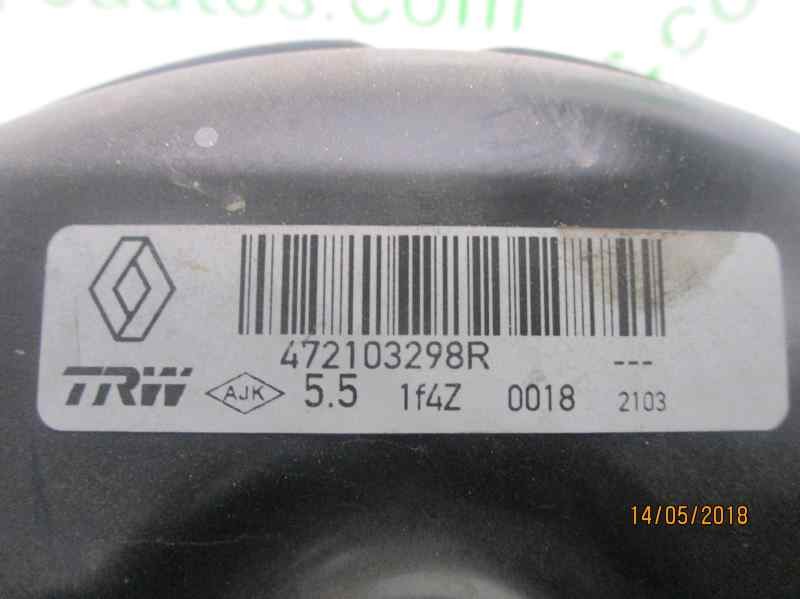 472103298R ---
TRW AJK 5.5 1f4Z 0018 2103
14/05/2018